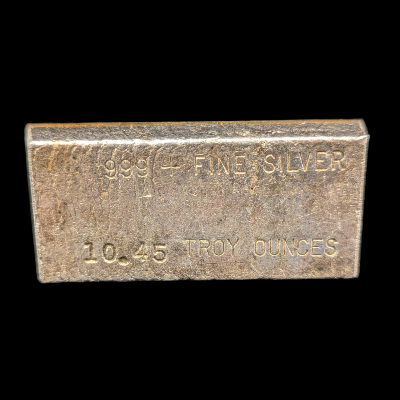 999 — FINE SILVER
10.45 TROY OUNCES